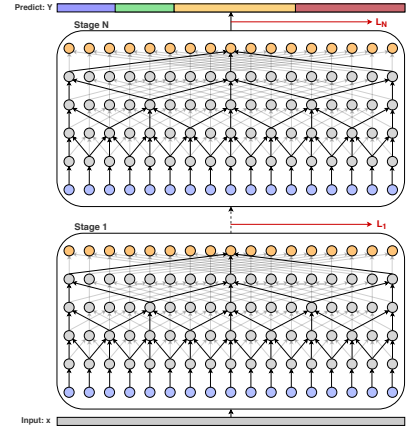 Predict: Y
Stage N
L_N
Stage 1
L_1
Input: x